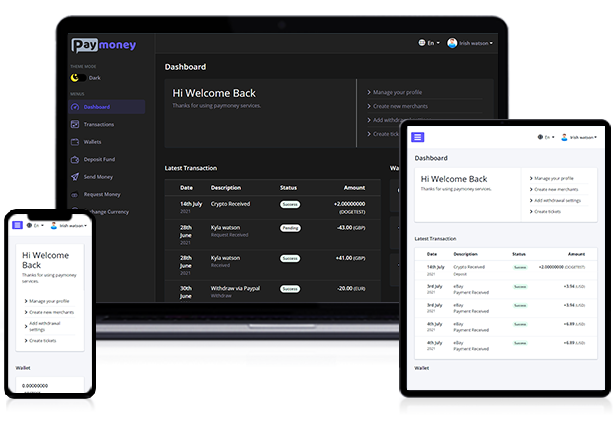 Paymoney
En
Irish watson
THEME MODE
Dark
MENUS
Dashboard
Transactions
Wallets
Deposit Fund
Send Money
Request Money
change Currency
Dashboard
Hi Welcome Back
Thanks for using paymoney services.
Manage your profile
Create new merchants
Add withdra
Create tick
Latest Transaction
Wa
Date Description Status Amount
14th July Crypto Received Success +2.00000000
2021 (DOGETEST)
28th Kyla watson Pending -43.00 (GBP)
June Request Received
2021
28th Kyla watson Success +41.00 (GBP)
June Received
2021
30th Withdraw via Paypal Success -20.00 (EUR)
June Withdraw
En
Irish watson
Dashboard
Hi Welcome Back
Thanks for using paymoney services.
Manage your profile
Create new merchants
Add withdrawal settings
Create tickets
Latest Transaction
Date Description Status Amount
14th July Crypto Received Success +2.00000000 (DOGETEST)
2021 Deposit
3rd July eBay Success +3.94 (USD)
2021 Payment Received
3rd July eBay Success +3.94 (USD)
2021 Payment Received
4th July eBay Success +6.89 (USD)
2021 Payment Received
4th July eBay Success +6.89 (USD)
2021 Payment Received
Wallet
En
Irish watson
Hi Welcome
Back
Thanks for using paymoney
services.
Manage your profile
Create new merchants
Add withdrawal
settings
Create tickets
Wallet
0.00000000